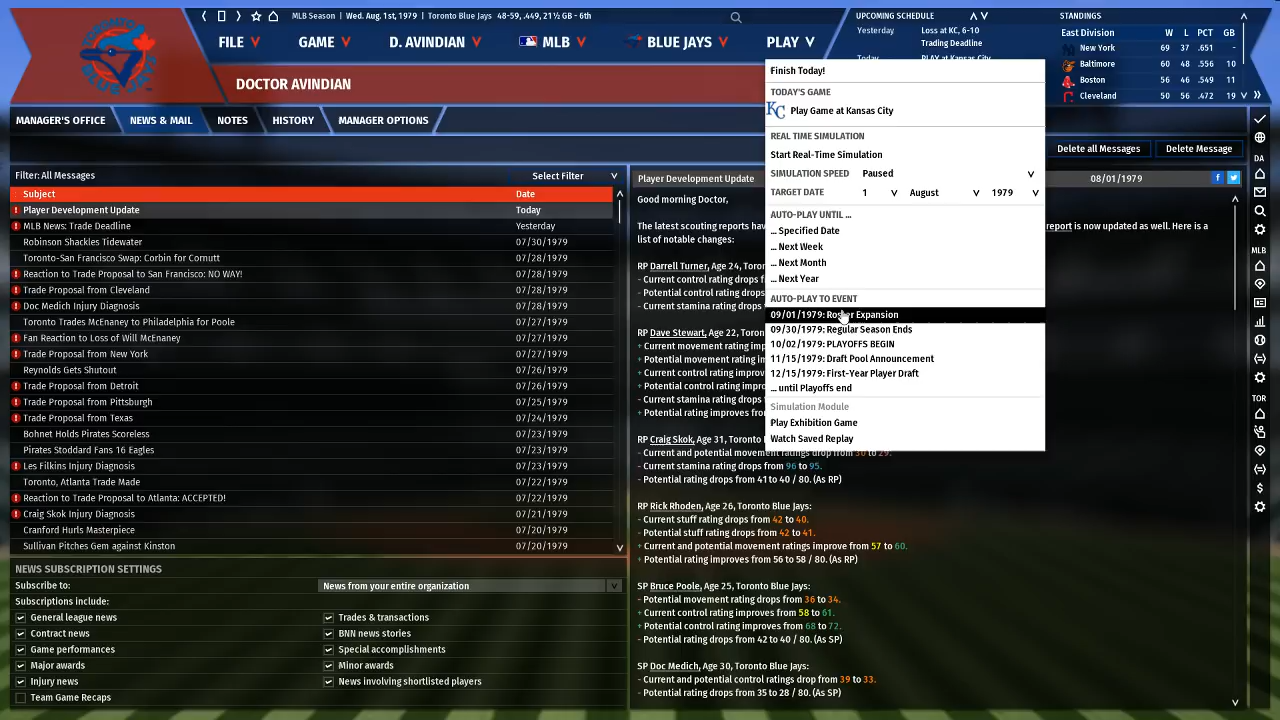 MLB Season | Wed. Aug. 1st, 1979 | Toronto Blue Jays 48-59, .449, 21½ GB - 6th
FILE
GAME
D. AVINDIAN
MLB
BLUE JAYS
PLAY
UPCOMING SCHEDULE
Yesterday Loss at KC, 6-10
Trading Deadline
STANDINGS
East Division W L PCT GB
New York 69 37 .651 -
Baltimore 60 48 .556 10
Boston 56 46 .549 11
Cleveland 50 56 .472 19
DOCTOR AVINDIAN
MANAGER'S OFFICE
NEWS & MAIL
NOTES
HISTORY
MANAGER OPTIONS
Delete all Messages
Delete Message
Filter: All Messages
Select Filter
Subject Date
Player Development Update Today
MLB News: Trade Deadline Yesterday
Robinson Shackles Tidewater 07/30/1979
Toronto-San Francisco Swap: Corbin for Cornutt 07/28/1979
Reaction to Trade Proposal to San Francisco: NO WAY! 07/28/1979
Trade Proposal from Cleveland 07/28/1979
Doc Medich Injury Diagnosis 07/28/1979
Toronto Trades McEnaney to Philadelphia for Poole 07/27/1979
Fan Reaction to Loss of Will McEnaney 07/27/1979
Trade Proposal from New York 07/27/1979
Reynolds Gets Shutout 07/26/1979
Trade Proposal from Detroit 07/26/1979
Trade Proposal from Pittsburgh 07/25/1979
Trade Proposal from Texas 07/24/1979
Bohnet Holds Pirates Scoreless 07/23/1979
Pirates Stoddard Fans 16 Eagles 07/23/1979
Les Filkins Injury Diagnosis 07/23/1979
Toronto, Atlanta Trade Made 07/22/1979
Reaction to Trade Proposal to Atlanta: ACCEPTED! 07/22/1979
Craig Skok Injury Diagnosis 07/21/1979
Cranford Hurls Masterpiece 07/20/1979
Sullivan Pitches Gem against Kinston 07/20/1979
NEWS SUBSCRIPTION SETTINGS
Subscribe to: News from your entire organization
Subscriptions include:
General league news
Trades & transactions
Contract news
BNN news stories
Game performances
Special accomplishments
Major awards
Minor awards
Injury news
News involving shortlisted players
Team Game Recaps
Finish Today!
TODAY'S GAME
KC Play Game at Kansas City
REAL TIME SIMULATION
Start Real-Time Simulation
SIMULATION SPEED Paused
TARGET DATE 1 August 1979
AUTO-PLAY UNTIL ...
... Specified Date
... Next Week
... Next Month
... Next Year
AUTO-PLAY TO EVENT
09/01/1979: Roster Expansion
09/30/1979: Regular Season Ends
10/02/1979: PLAYOFFS BEGIN
11/15/1979: Draft Pool Announcement
12/15/1979: First-Year Player Draft
... until Playoffs end
Simulation Module
Play Exhibition Game
Watch Saved Replay
Player Development Update 08/01/1979
Good morning Doctor,
The latest scouting reports hav report is now updated as well. Here is a
list of notable changes:
RP Darrell Turner, Age 24,
- Current control rating drops
- Potential control rating drops
- Current stamina rating drops
RP Dave Stewart, Age 22,
+ Current movement rating
+ Potential movement rating
+ Current control rating
+ Potential control rating
- Current stamina rating
+ Potential rating improves
RP Craig Skok, Age 31, Toronto
- Current and potential movement ratings drop from 30 to 29.
- Current stamina rating drops from 96 to 95.
- Potential rating drops from 41 to 40 / 80. (As RP)
RP Rick Rhoden, Age 26, Toronto Blue Jays:
- Current stuff rating drops from 42 to 40.
- Potential stuff rating drops from 42 to 41.
+ Current and potential movement ratings improve from 57 to 60.
+ Potential rating improves from 56 to 58 / 80. (As RP)
SP Bruce Poole, Age 25, Toronto Blue Jays:
- Potential movement rating drops from 36 to 34.
+ Current control rating improves from 58 to 61.
+ Potential control rating improves from 68 to 72.
- Potential rating drops from 42 to 40 / 80. (As SP)
SP Doc Medich, Age 30, Toronto Blue Jays:
- Current and potential control ratings drop from 39 to 33.
- Potential rating drops from 35 to 28 / 80. (As SP)
DA
MLB
TOR